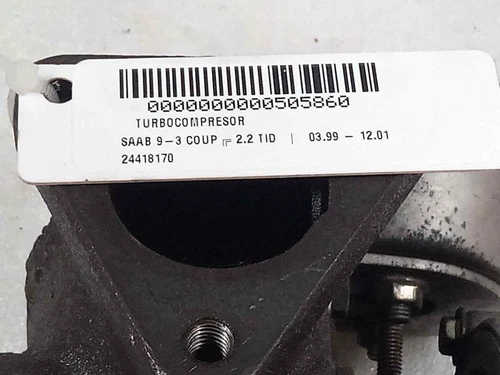 0000000000505860
TURBOCOMPRESOR
SAAB 9-3 COUP╔ 2.2 TID | 03.99 - 12.01
24418170